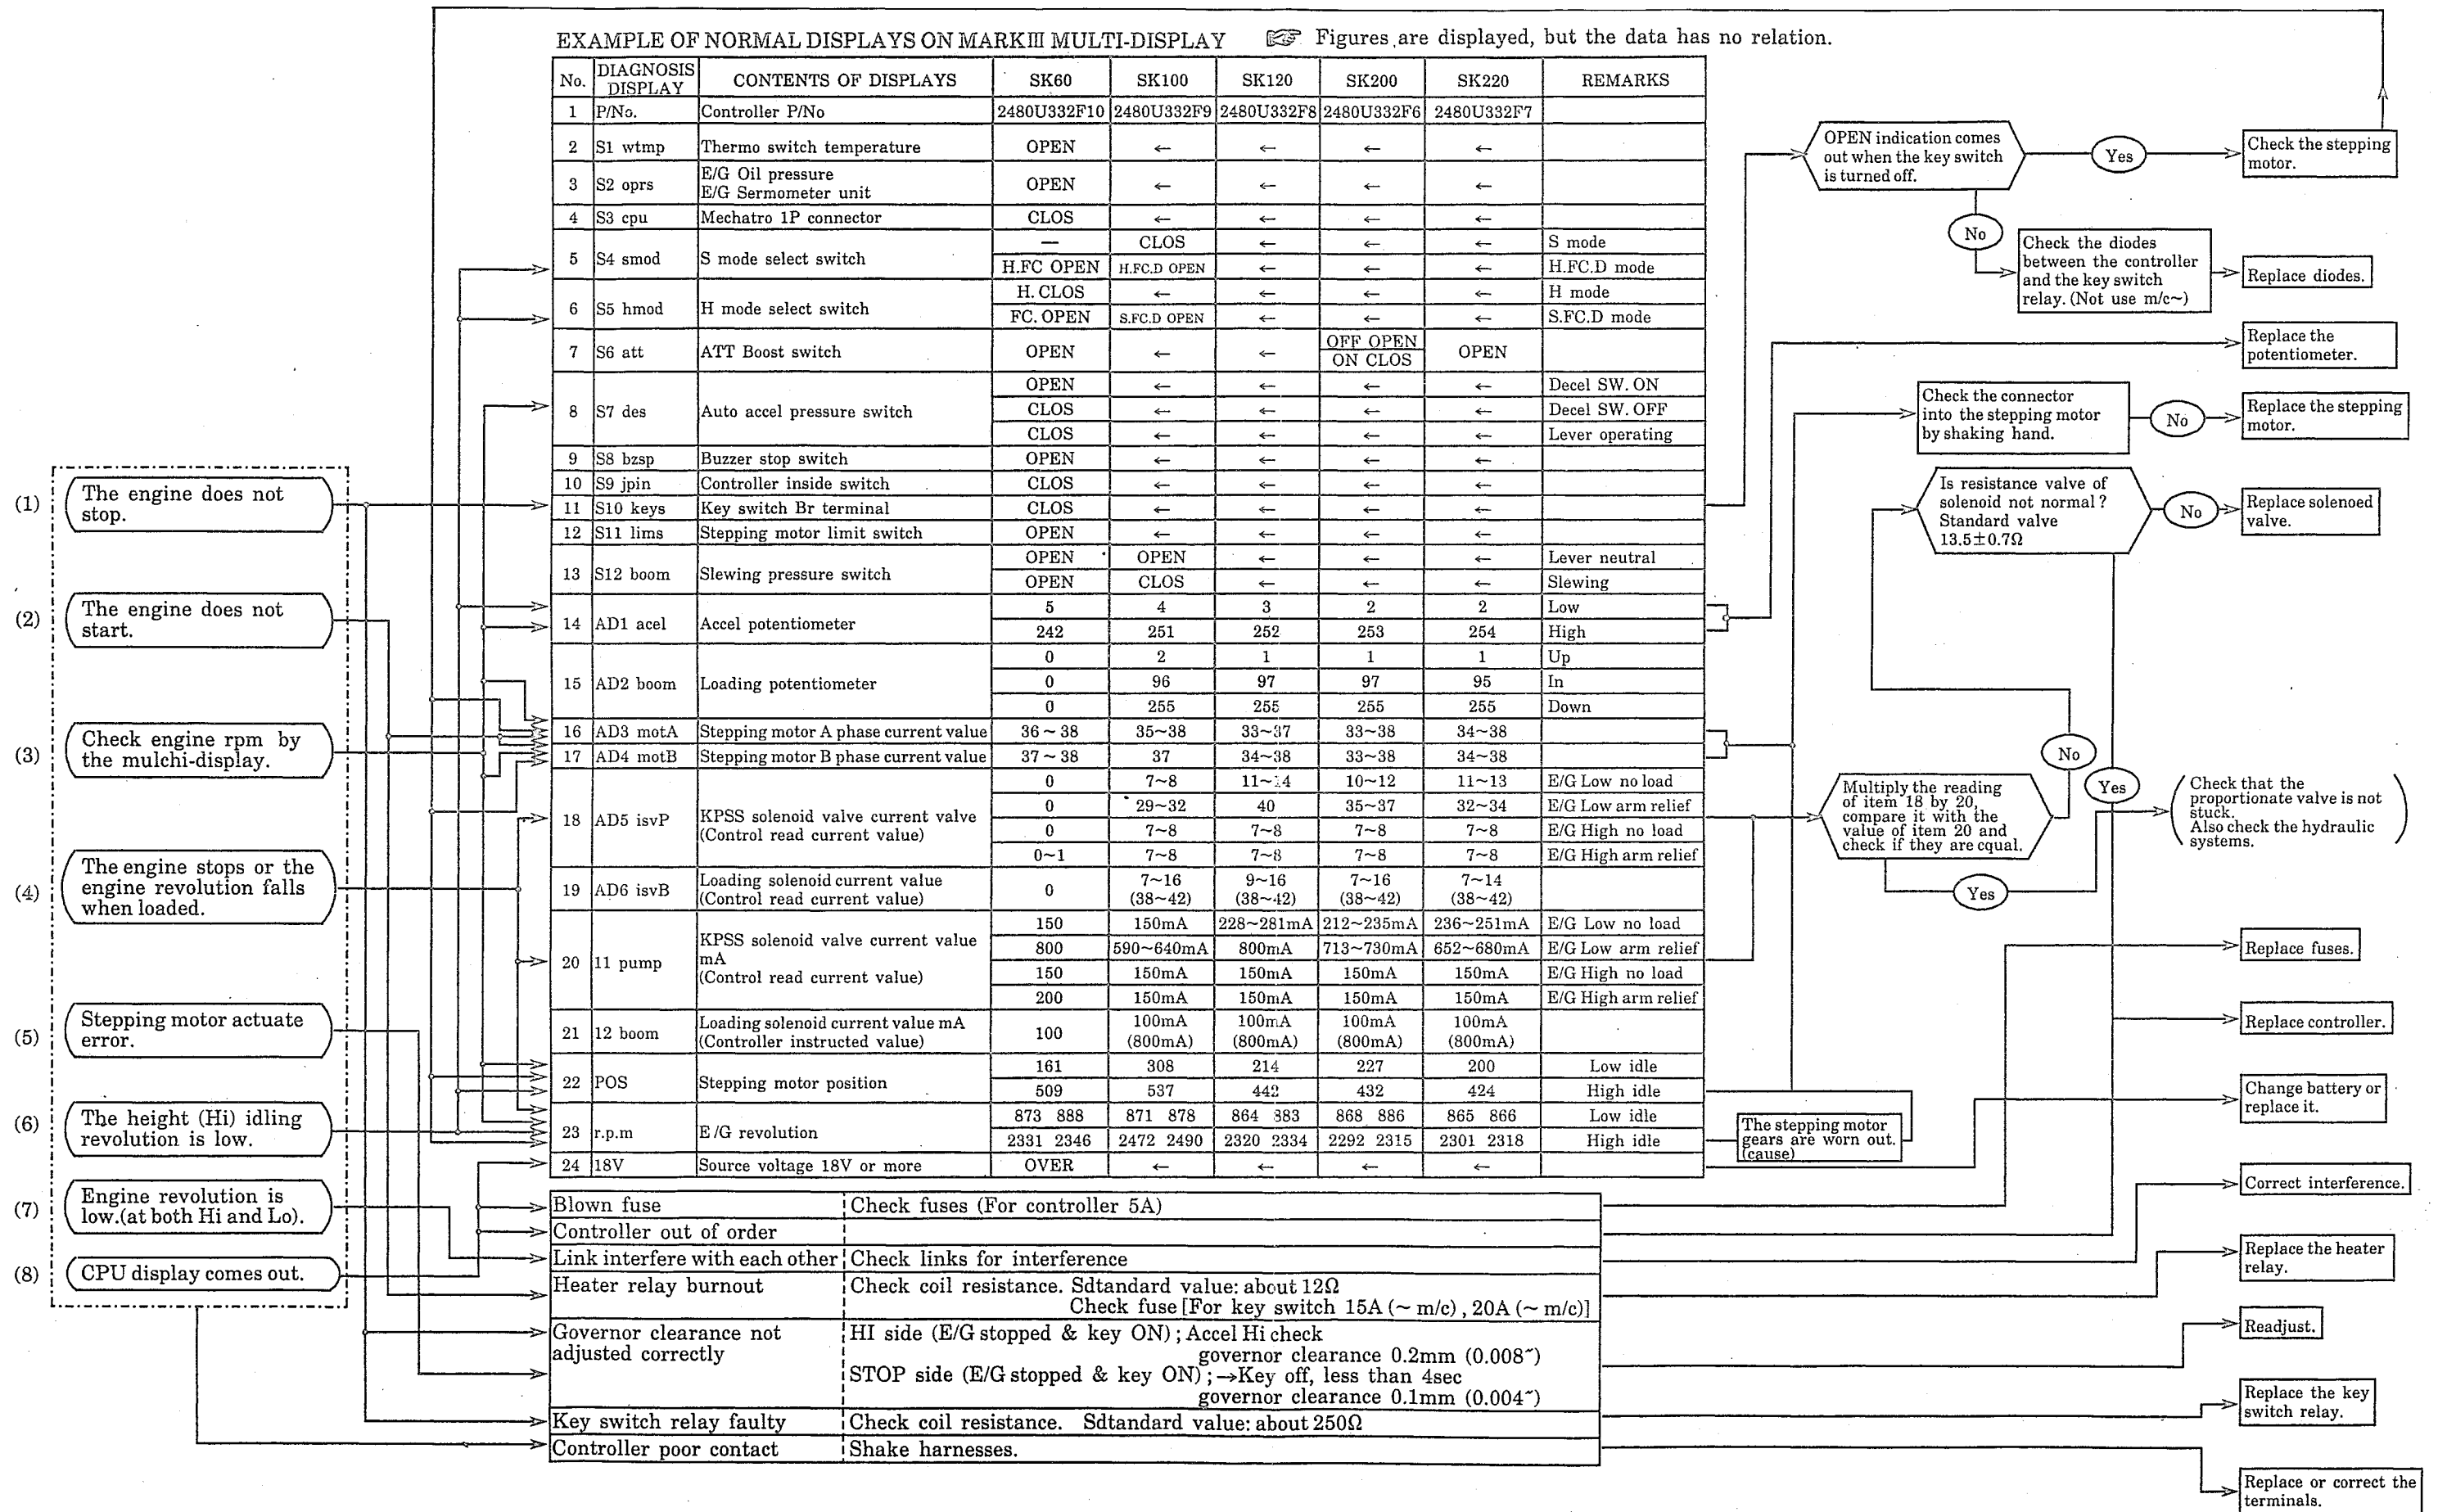 EXAMPLE OF NORMAL DISPLAYS ON MARKIII MULTI-DISPLAY ☞ Figures are displayed, but the data has no relation.
No. DIAGNOSIS DISPLAY CONTENTS OF DISPLAYS SK60 SK100 SK120 SK200 SK220 REMARKS
1 P/No. Controller P/No 2480U332F10 2480U332F9 2480U332F8 2480U332F6 2480U332F7
2 S1 wtmp Thermo switch temperature OPEN ← ← ← ←
3 S2 oprs E/G Oil pressure
E/G Sermometer unit OPEN ← ← ← ←
4 S3 cpu Mechatro 1P connector CLOS ← ← ← ←
5 S4 smod S mode select switch — CLOS ← ← ← S mode
H.FC OPEN H.FC.D OPEN ← ← ← H.FC.D mode
6 S5 hmod H mode select switch H. CLOS ← ← ← ← H mode
FC. OPEN S.FC.D OPEN ← ← ← S.FC.D mode
7 S6 att ATT Boost switch OPEN ← ← OFF OPEN OPEN
ON CLOS
8 S7 des Auto accel pressure switch OPEN ← ← ← ← Decel SW. ON
CLOS ← ← ← ← Decel SW. OFF
CLOS ← ← ← ← Lever operating
9 S8 bzsp Buzzer stop switch OPEN ← ← ← ←
10 S9 jpin Controller inside switch CLOS ← ← ← ←
11 S10 keys Key switch Br terminal CLOS ← ← ← ←
12 S11 lims Stepping motor limit switch OPEN ← ← ← ←
13 S12 boom Slewing pressure switch OPEN OPEN ← ← ← Lever neutral
OPEN CLOS ← ← ← Slewing
14 AD1 acel Accel potentiometer 5 4 3 2 2 Low
242 251 252 253 254 High
15 AD2 boom Loading potentiometer 0 2 1 1 1 Up
0 96 97 97 95 In
0 255 255 255 255 Down
16 AD3 motA Stepping motor A phase current value 36~38 35~38 33~37 33~38 34~38
17 AD4 motB Stepping motor B phase current value 37~38 37 34~38 33~38 34~38
18 AD5 isvP KPSS solenoid valve current valve
(Control read current value) 0 7~8 11~14 10~12 11~13 E/G Low no load
0 29~32 40 35~37 32~34 E/G Low arm relief
0 7~8 7~8 7~8 7~8 E/G High no load
0~1 7~8 7~8 7~8 7~8 E/G High arm relief
19 AD6 isvB Loading solenoid current value
(Control read current value) 0 7~16 9~16 7~16 7~14
(38~42) (38~42) (38~42) (38~42)
20 11 pump KPSS solenoid valve current value
mA
(Control read current value) 150 150mA 228~281mA 212~235mA 236~251mA E/G Low no load
800 590~640mA 800mA 713~730mA 652~680mA E/G Low arm relief
150 150mA 150mA 150mA 150mA E/G High no load
200 150mA 150mA 150mA 150mA E/G High arm relief
21 12 boom Loading solenoid current value mA
(Controller instructed value) 100 100mA 100mA 100mA 100mA
(800mA) (800mA) (800mA) (800mA)
22 POS Stepping motor position 161 308 214 227 200 Low idle
509 537 442 432 424 High idle
23 r.p.m E/G revolution 873 888 871 878 864 883 868 886 865 866 Low idle
2331 2346 2472 2490 2320 2334 2292 2315 2301 2318 High idle
24 18V Source voltage 18V or more OVER ← ← ← ←
Blown fuse Check fuses (For controller 5A)
Controller out of order
Link interfere with each other Check links for interference
Heater relay burnout Check coil resistance. Sdtandard value: about 12Ω
Check fuse [For key switch 15A (~ m/c), 20A (~ m/c)]
Governor clearance not
adjusted correctly
HI side (E/G stopped & key ON); Accel Hi check
governor clearance 0.2mm (0.008″)
STOP side (E/G stopped & key ON); →Key off, less than 4sec
governor clearance 0.1mm (0.004″)
Key switch relay faulty Check coil resistance. Sdtandard value: about 250Ω
Controller poor contact Shake harnesses.
(1) The engine does not
stop.
(2) The engine does not
start.
(3) Check engine rpm by
the mulchi-display.
(4) The engine stops or the
engine revolution falls
when loaded.
(5) Stepping motor actuate
error.
(6) The height (Hi) idling
revolution is low.
(7) Engine revolution is
low.(at both Hi and Lo).
(8) CPU display comes out.
OPEN indication comes
out when the key switch
is turned off.
Yes
Check the stepping
motor.
No
Check the diodes
between the controller
and the key switch
relay. (Not use m/c~)
Replace diodes.
Replace the
potentiometer.
Check the connector
into the stepping motor
by shaking hand.
No
Replace the stepping
motor.
Is resistance valve of
solenoid not normal?
Standard valve
13.5±0.7Ω
No
Replace solenoed
valve.
No
Yes
Multiply the reading
of item 18 by 20,
compare it with the
value of item 20 and
check if they are equal.
Yes
Check that the
proportionate valve is not
stuck.
Also check the hydraulic
systems.
Replace fuses.
Replace controller.
Change battery or
replace it.
The stepping motor
gears are worn out.
(cause)
Correct interference.
Replace the heater
relay.
Readjust.
Replace the key
switch relay.
Replace or correct the
terminals.